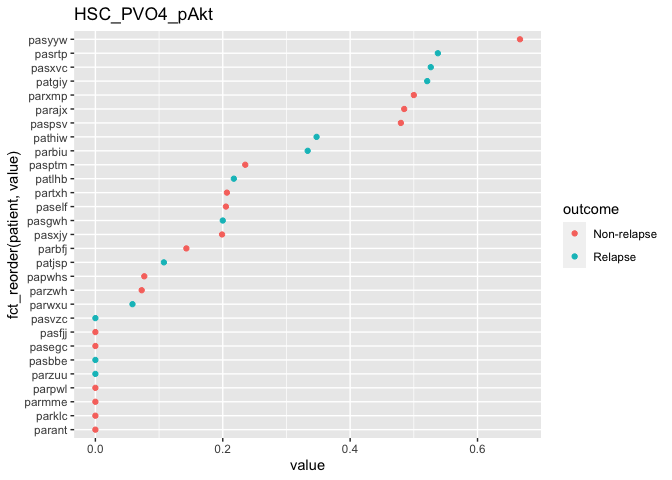 HSC_PVO4_pAkt
fct_reorder(patient, value)
pasyyw
pasrtp
pasxvc
patgiy
parxmp
parajx
paspsv
pathiw
parbiu
pasptm
patlhb
partxh
paself
pasgwh
pasxjy
parbfj
patjsp
papwhs
parzwh
parwxu
pasvzc
pasfjj
pasegc
pasbbe
parzuu
parpwl
parmme
parklc
parant
0.0 0.2 0.4 0.6
value
outcome
Non-relapse
Relapse